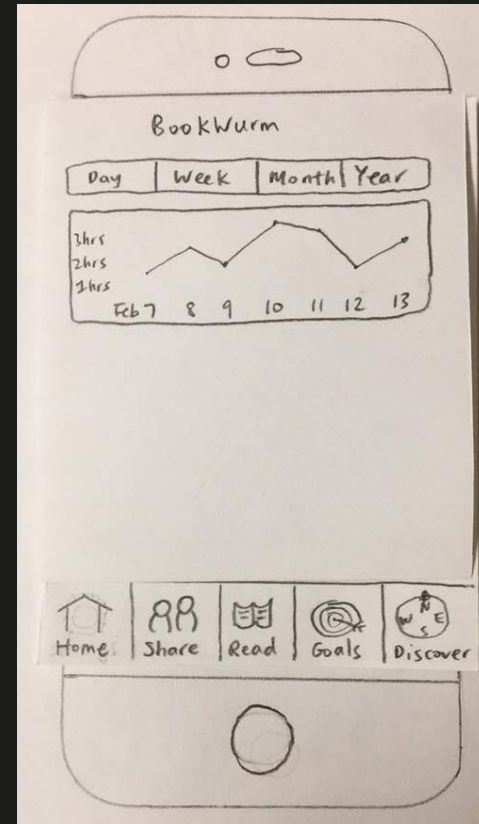 BookWurm
Day Week Month Year
3hrs
2hrs
1hrs
Feb 7 8 9 10 11 12 13
N
W E
S
Home Share Read Goals Discover